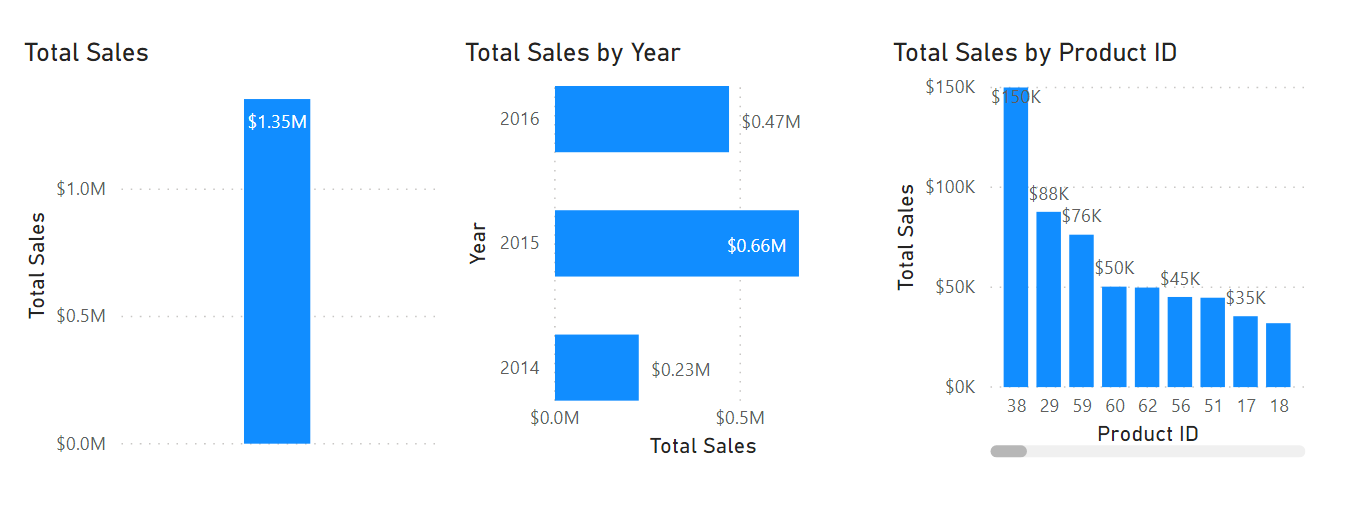 Total Sales
$1.35M
$1.0M
$0.5M
$0.0M
Total Sales
Total Sales by Year
2016
$0.47M
2015
$0.66M
2014
$0.23M
$0.0M $0.5M
Year
Total Sales
Total Sales by Product ID
$150K
$100K
$50K
$0K
$150K
$88K
$76K
$50K
$45K
$35K
38 29 59 60 62 56 51 17 18
Total Sales
Product ID